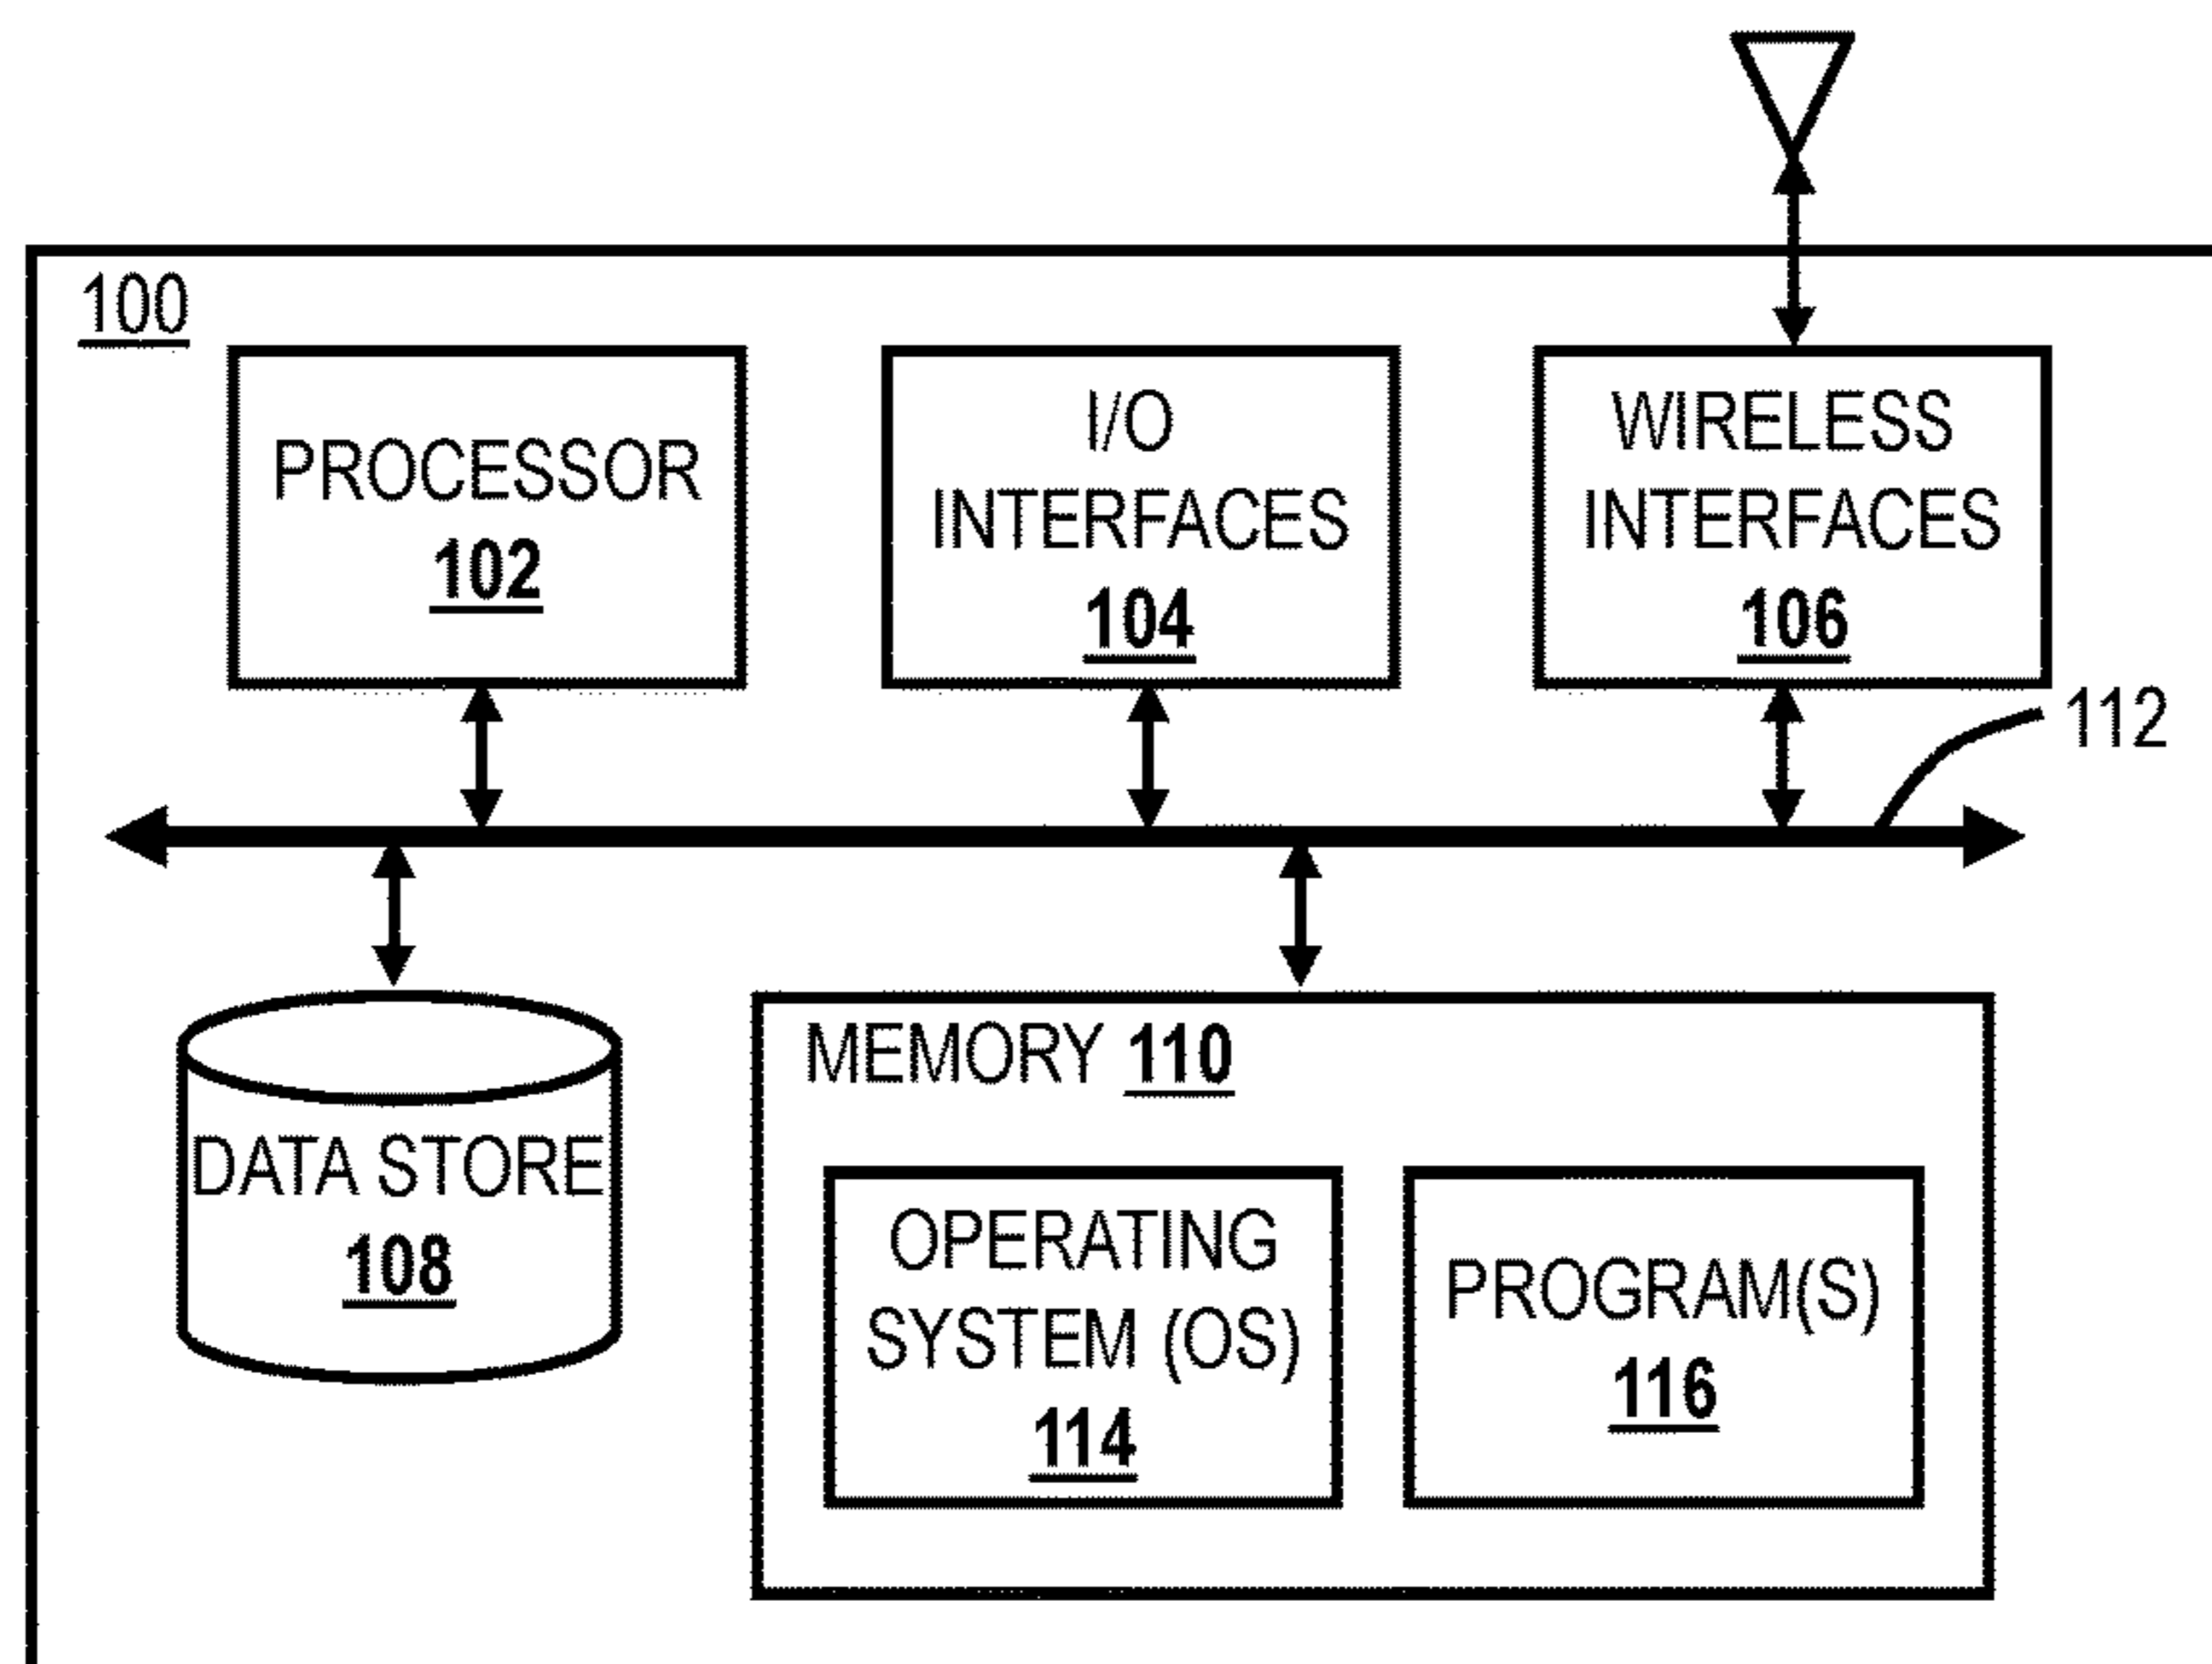 100
PROCESSOR
102
I/O
INTERFACES
104
WIRELESS
INTERFACES
106
112
DATA STORE
108
MEMORY 110
OPERATING
SYSTEM (OS)
114
PROGRAM(S)
116